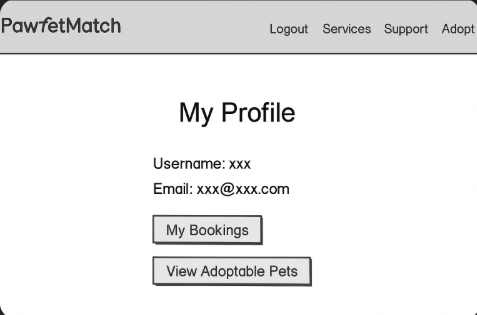 PawfetMatch
Logout Services Support Adopt
My Profile
Username: xxx
Email: xxx@xxx.com
My Bookings
View Adoptable Pets